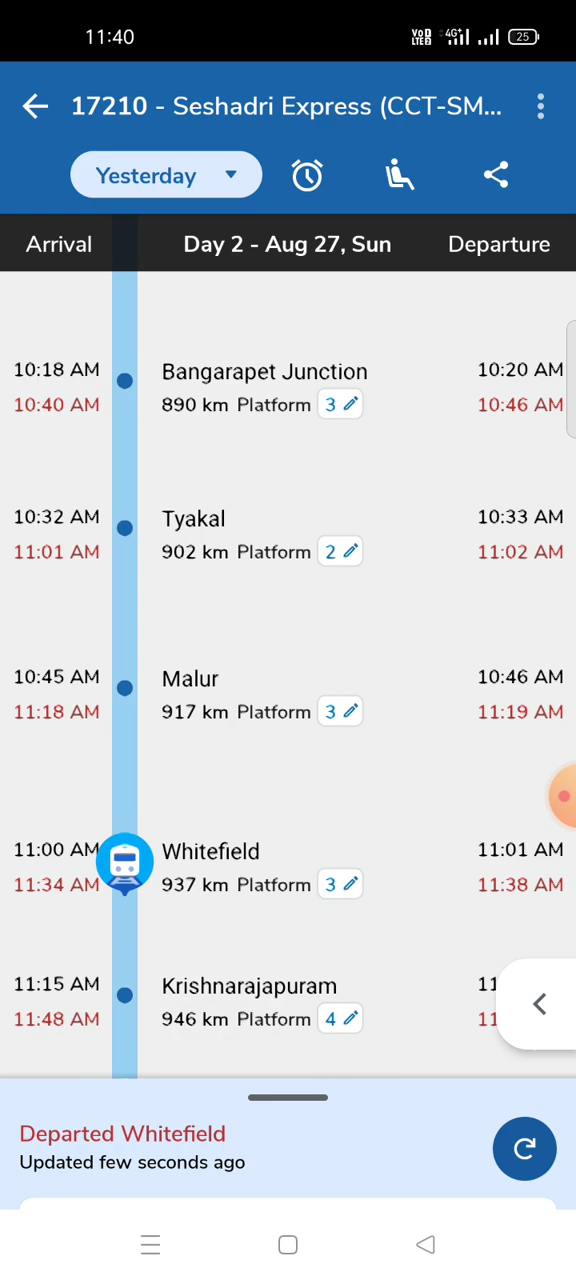 11:40
VoD LTE2 4G+ 25
17210 - Seshadri Express (CCT-SM...
Yesterday
Arrival Day 2 - Aug 27, Sun Departure
10:18 AM Bangarapet Junction 10:20 AM
10:40 AM 890 km Platform 3 10:46 AM
10:32 AM Tyakal 10:33 AM
11:01 AM 902 km Platform 2 11:02 AM
10:45 AM Malur 10:46 AM
11:18 AM 917 km Platform 3 11:19 AM
11:00 AM Whitefield 11:01 AM
11:34 AM 937 km Platform 3 11:38 AM
11:15 AM Krishnarajapuram 11
11:48 AM 946 km Platform 4 11
Departed Whitefield
Updated few seconds ago